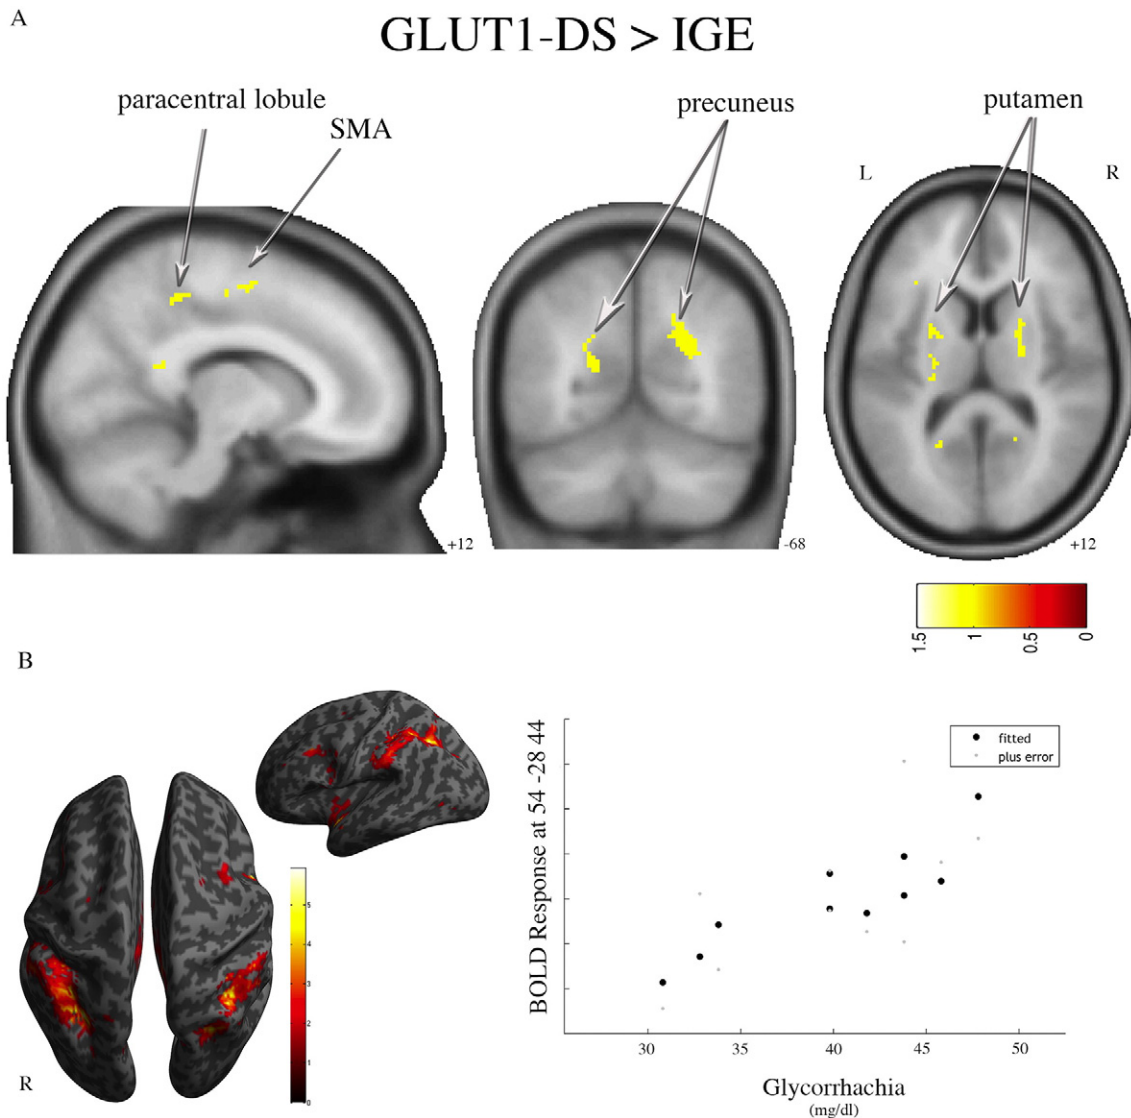 A
GLUT1-DS > IGE
paracentral lobule
SMA
precuneus
putamen
L
R
+12
-68
+12
1.5
1
0.5
0
B
R
5
4
3
2
1
0
BOLD Response at 54 -28 44
fitted
plus error
30
35
40
45
50
Glycorrhachia
(mg/dl)